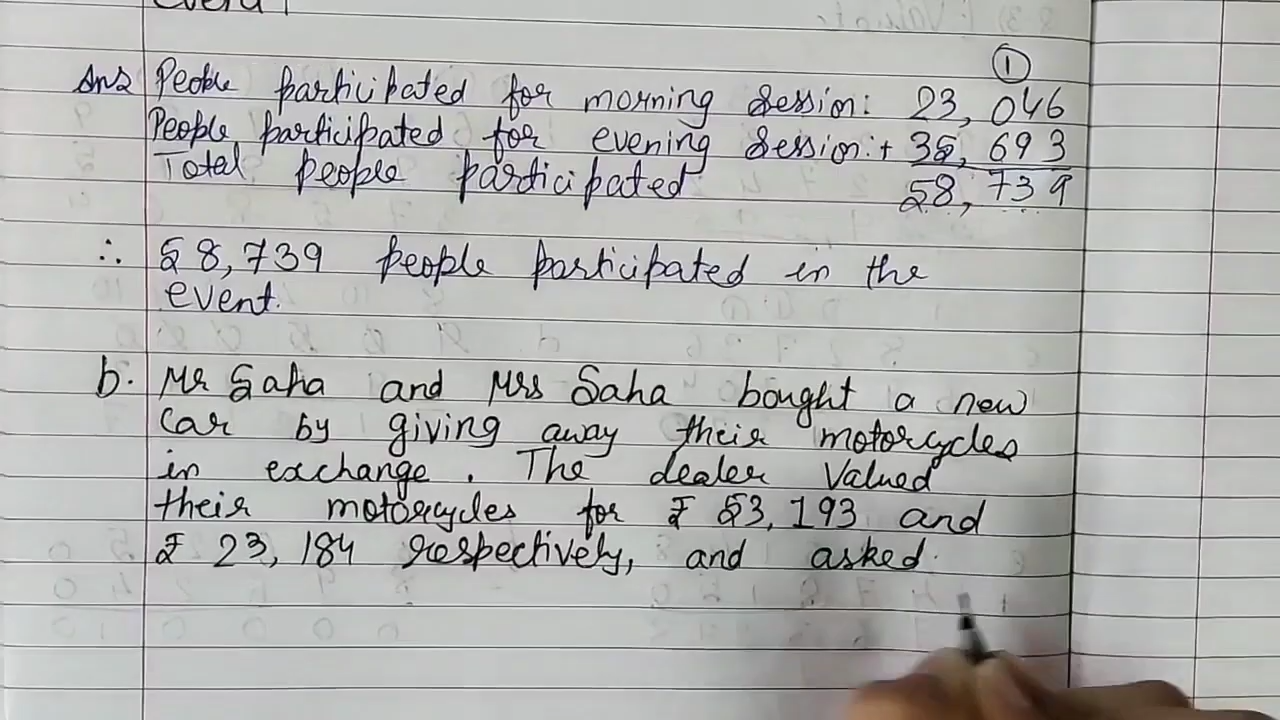 ①
Ans People participated for morning session: 23,046
People participated for evening session: + 35,693
Total people participated 58,739
∴ 58,739 people participated in the
event.
b. Mr Saha and Mrs Saha bought a new
car by giving away their motorcycles
in exchange. The dealer valued
their motorcycles for ₹ 53,193 and
₹ 23,184 respectively, and asked.